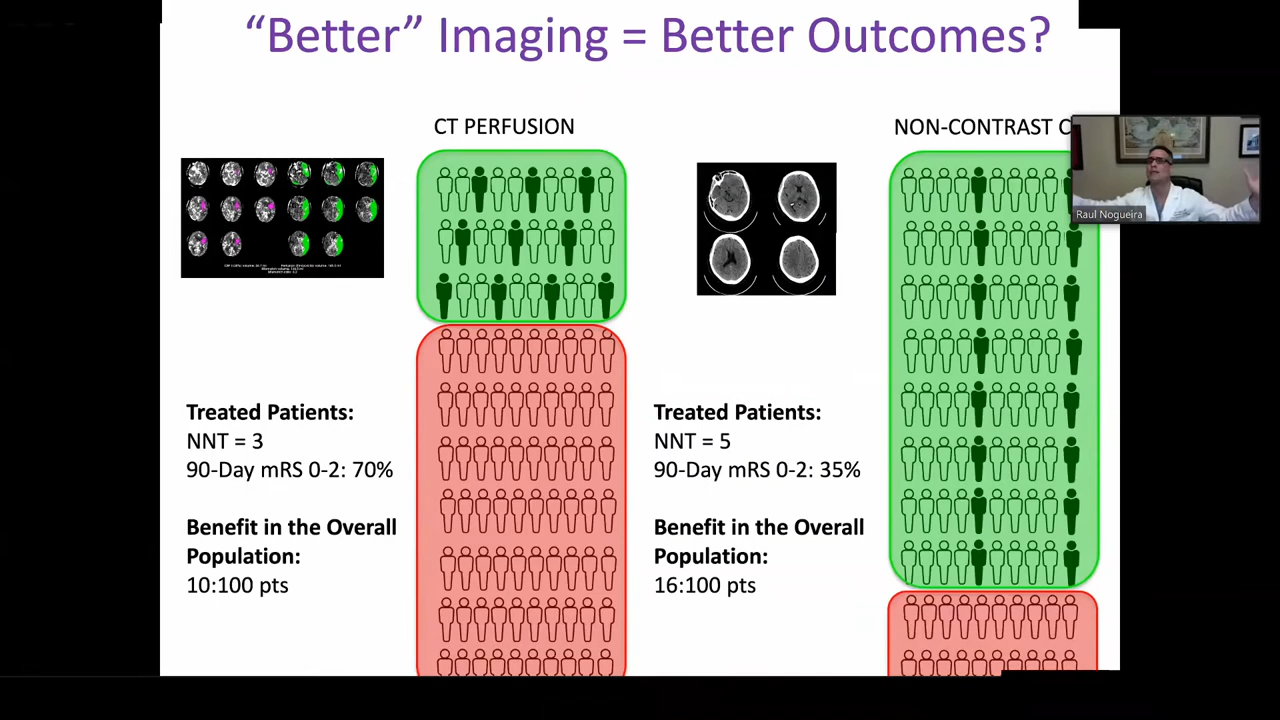 “Better” Imaging = Better Outcomes?
CT PERFUSION
NON-CONTRAST C
Raul Nogueira
Treated Patients:
NNT = 3
90-Day mRS 0-2: 70%
Benefit in the Overall
Population:
10:100 pts
Treated Patients:
NNT = 5
90-Day mRS 0-2: 35%
Benefit in the Overall
Population:
16:100 pts